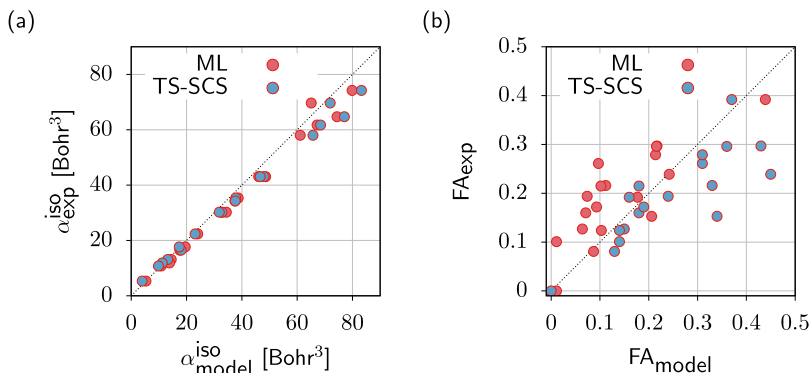 (a)
ML
TS-SCS
80
60
40
20
0
0 20 40 60 80
α^iso_exp [Bohr³]
α^iso_model [Bohr³]
(b)
ML
TS-SCS
0.5
0.4
0.3
0.2
0.1
0
0 0.1 0.2 0.3 0.4 0.5
FA_exp
FA_model